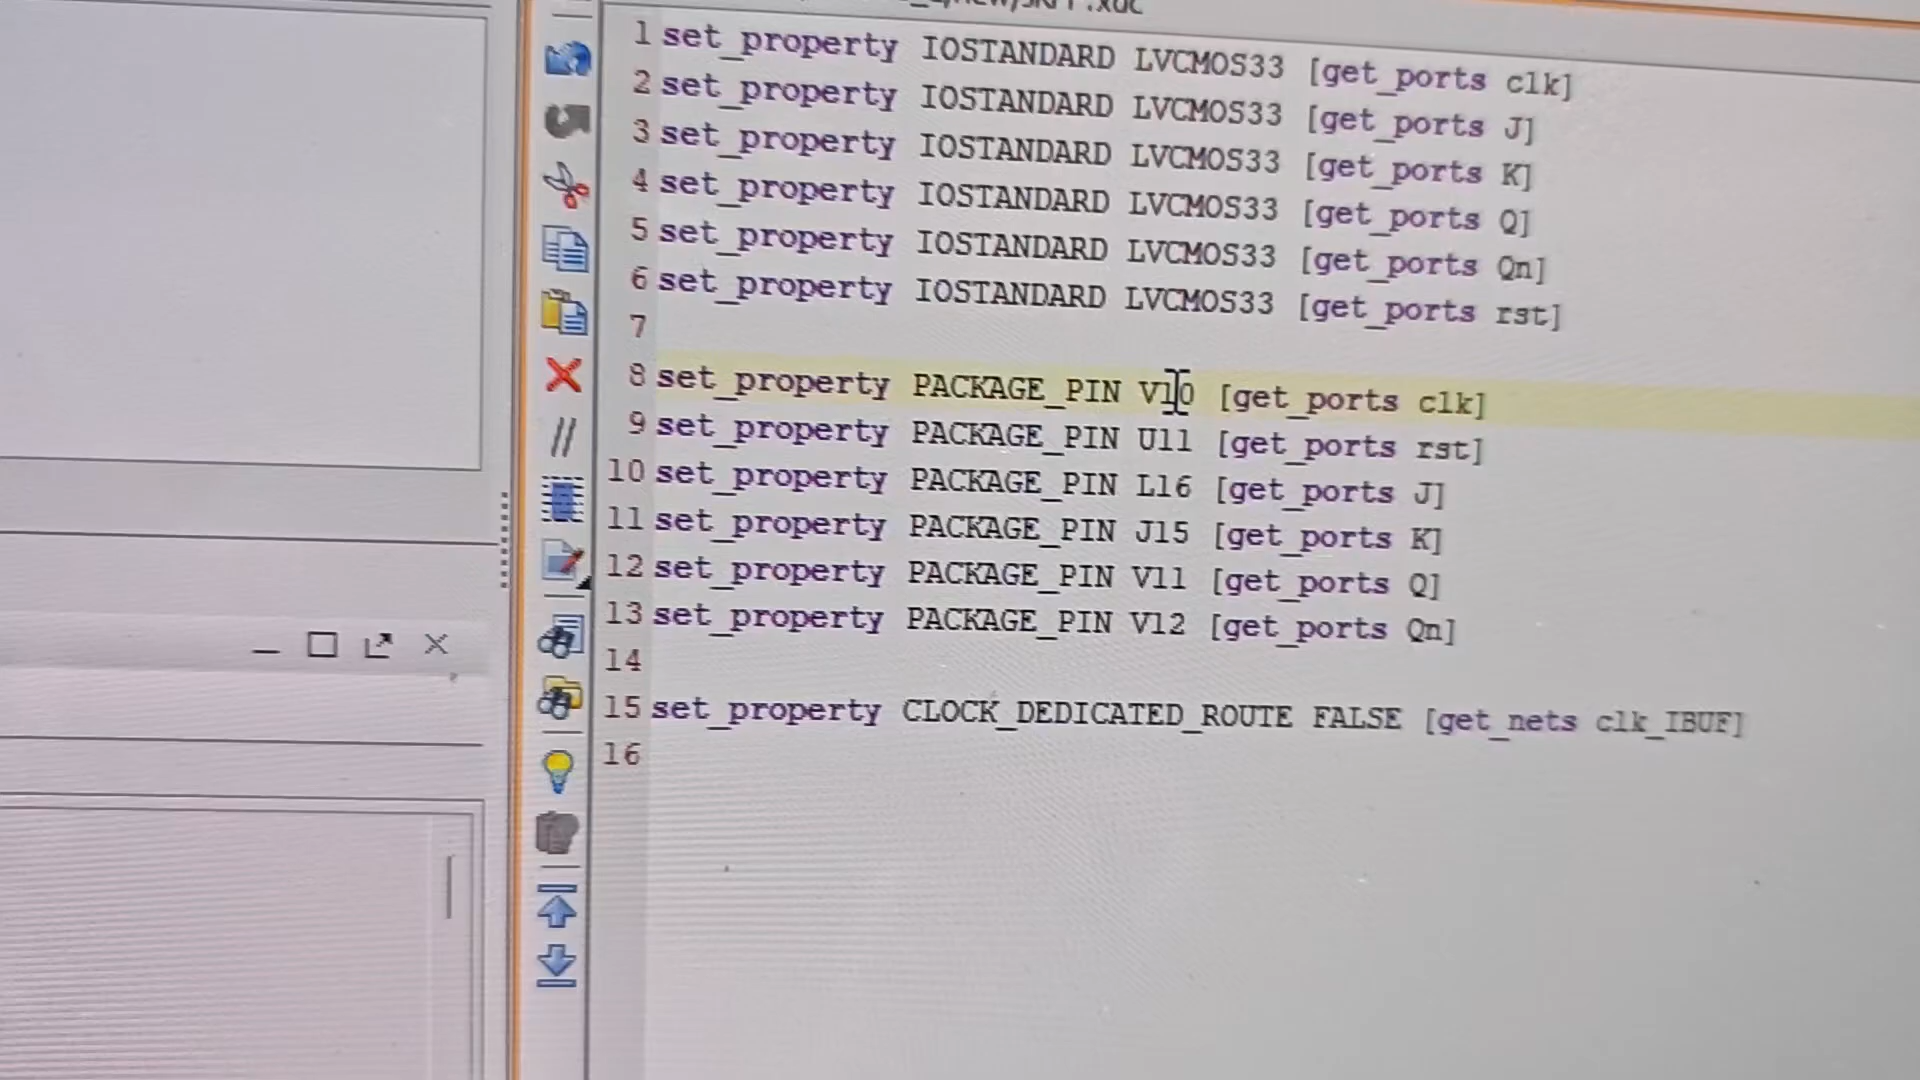 1 set_property IOSTANDARD LVCMOS33 [get_ports clk]
2 set_property IOSTANDARD LVCMOS33 [get_ports J]
3 set_property IOSTANDARD LVCMOS33 [get_ports K]
4 set_property IOSTANDARD LVCMOS33 [get_ports Q]
5 set_property IOSTANDARD LVCMOS33 [get_ports Qn]
6 set_property IOSTANDARD LVCMOS33 [get_ports rst]
7
8 set_property PACKAGE_PIN V10 [get_ports clk]
9 set_property PACKAGE_PIN U11 [get_ports rst]
10 set_property PACKAGE_PIN L16 [get_ports J]
11 set_property PACKAGE_PIN J15 [get_ports K]
12 set_property PACKAGE_PIN V11 [get_ports Q]
13 set_property PACKAGE_PIN V12 [get_ports Qn]
14
15 set_property CLOCK_DEDICATED_ROUTE FALSE [get_nets clk_IBUF]
16